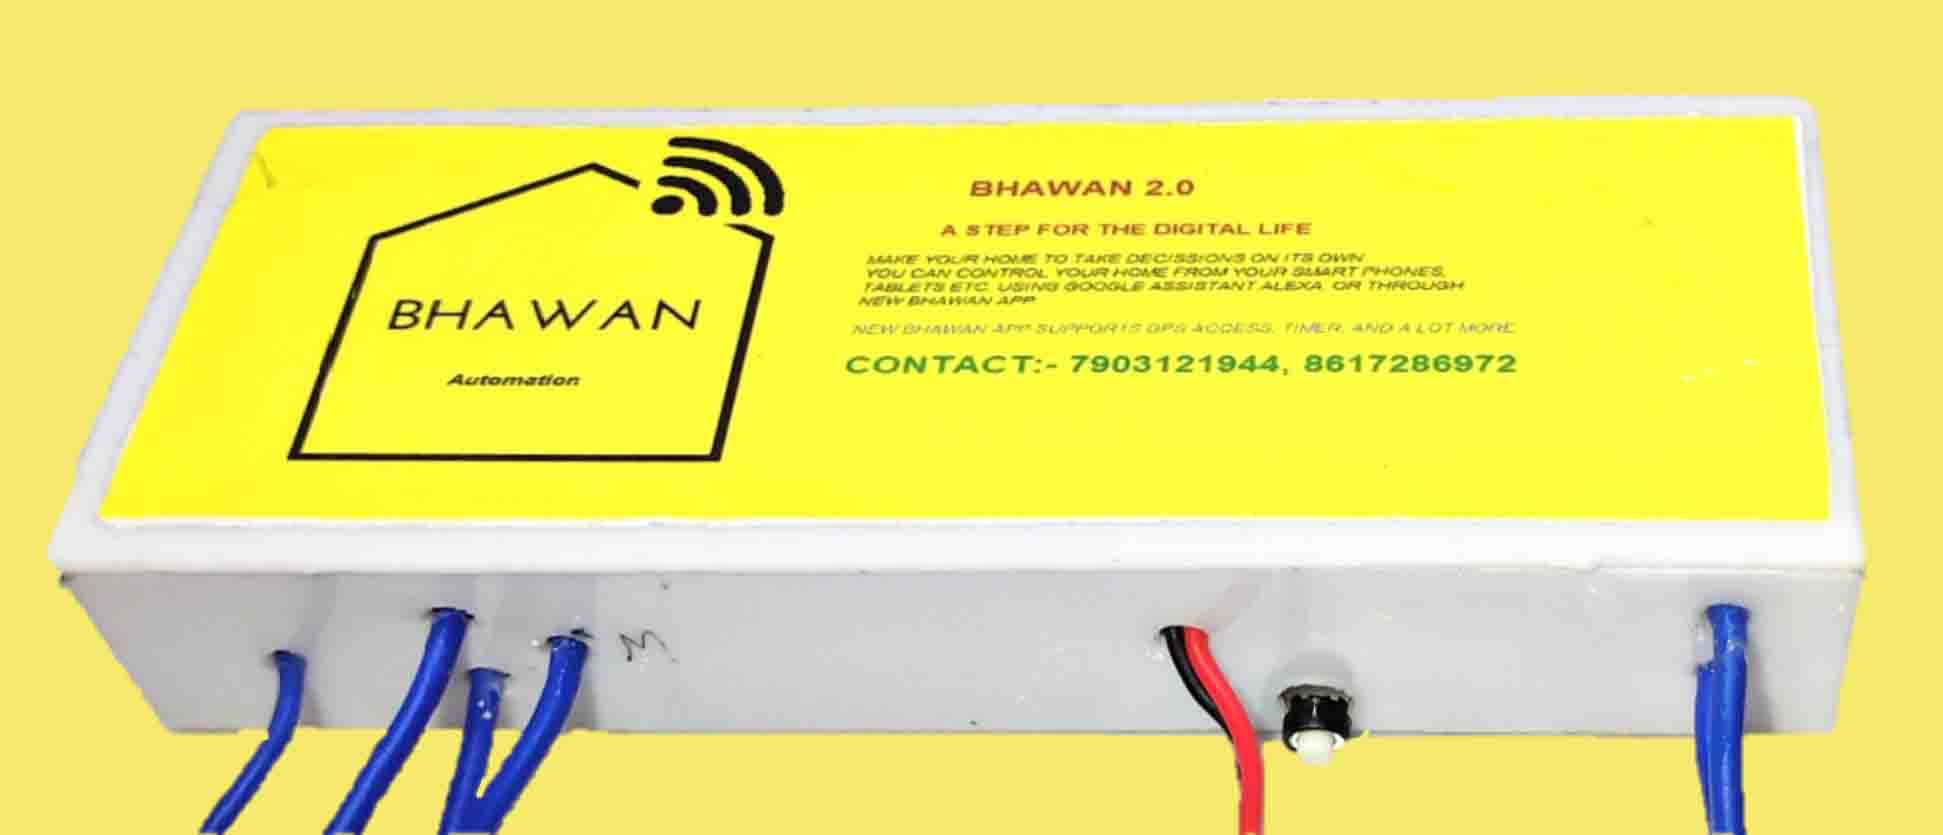 BHAWAN
Automation
BHAWAN 2.0
A STEP FOR THE DIGITAL LIFE
MAKE YOUR HOME TO TAKE DECISSIONS ON ITS OWN
YOU CAN CONTROL YOUR HOME FROM YOUR SMART PHONES,
TABLETS ETC. USING GOOGLE ASSISTANT ALEXA, OR THROUGH
NEW BHAWAN APP
NEW BHAWAN APP SUPPORTS GPS ACCESS, TIMER, AND A LOT MORE
CONTACT:- 7903121944, 8617286972
M